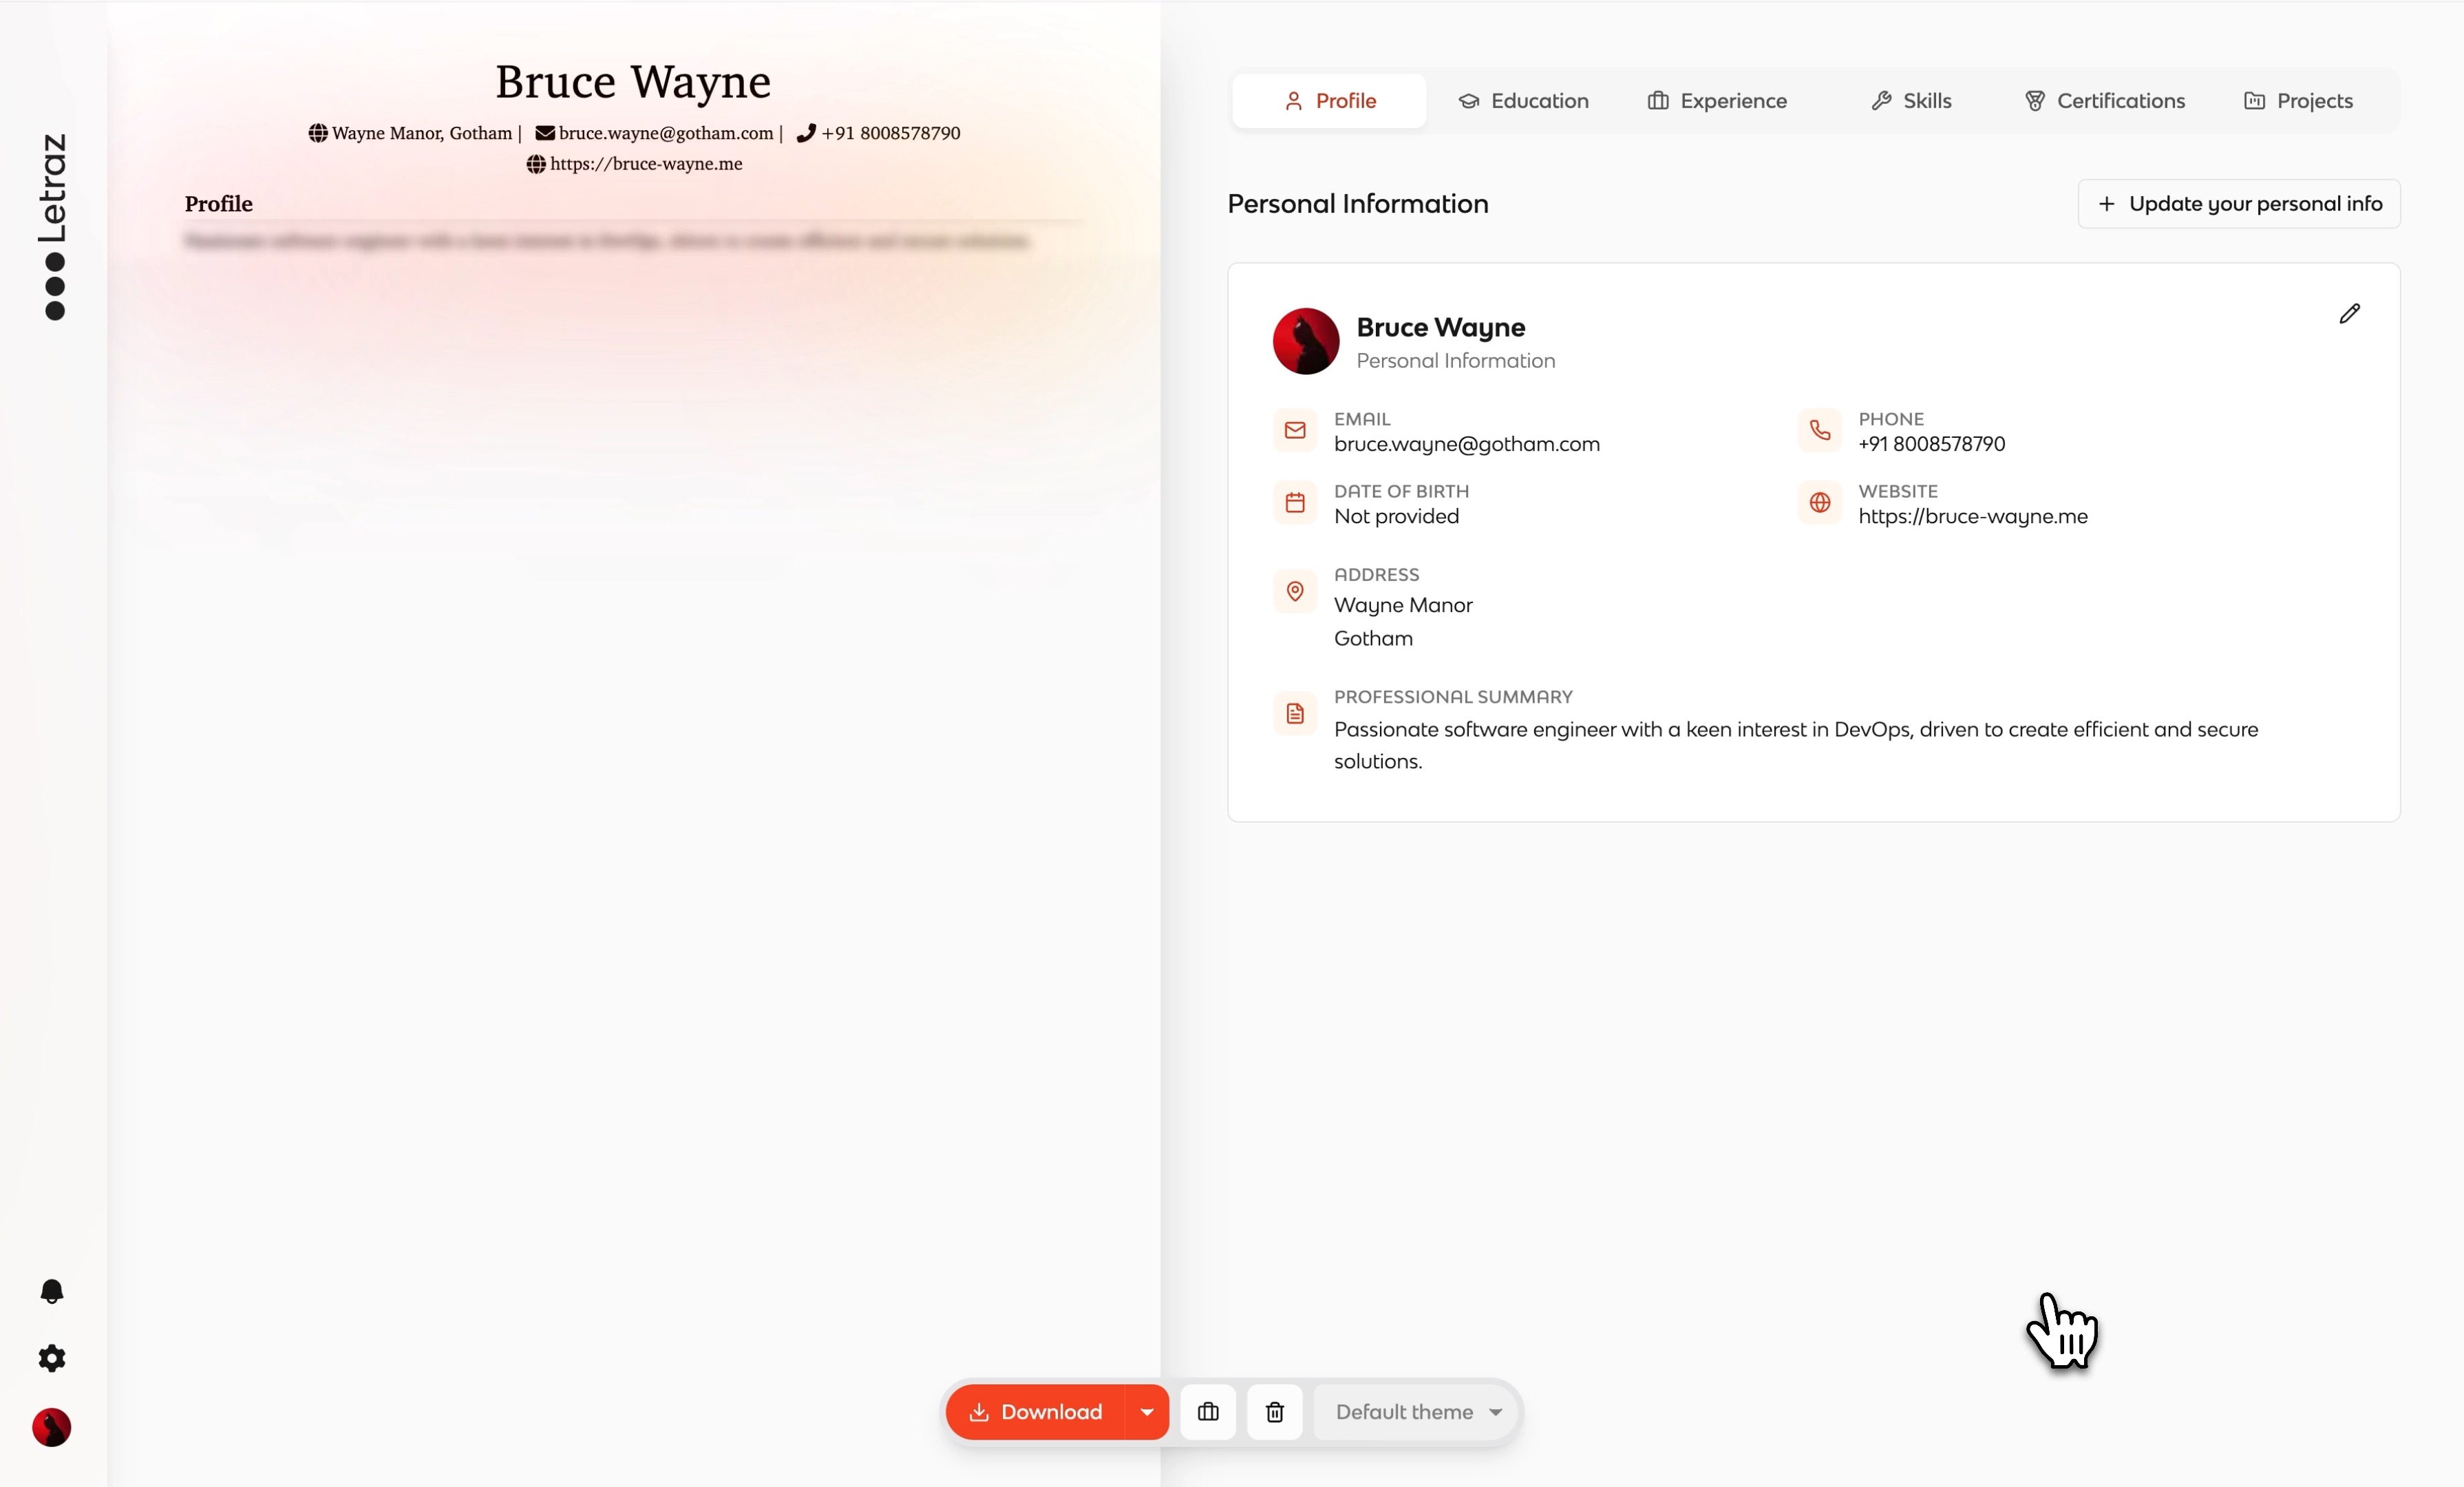 Letraz
Bruce Wayne
Wayne Manor, Gotham | bruce.wayne@gotham.com | +91 8008578790
https://bruce-wayne.me
Profile
Profile Education Experience Skills Certifications Projects
Personal Information
+ Update your personal info
Bruce Wayne
Personal Information
EMAIL
bruce.wayne@gotham.com
PHONE
+91 8008578790
DATE OF BIRTH
Not provided
WEBSITE
https://bruce-wayne.me
ADDRESS
Wayne Manor
Gotham
PROFESSIONAL SUMMARY
Passionate software engineer with a keen interest in DevOps, driven to create efficient and secure
solutions.
Download
Default theme